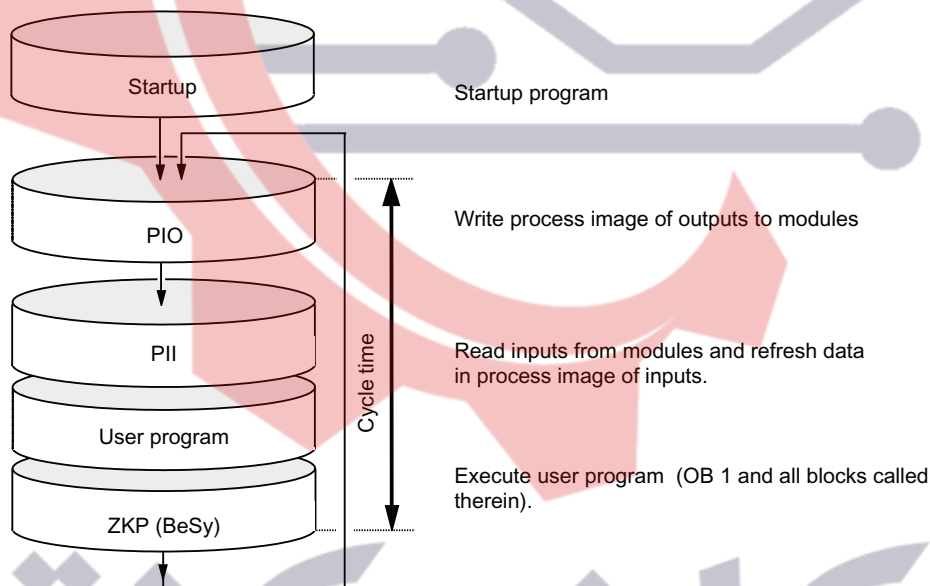 Startup
Startup program
PIO
Write process image of outputs to modules
PII
Cycle time
Read inputs from modules and refresh data
in process image of inputs.
User program
Execute user program (OB 1 and all blocks called
therein).
ZKP (BeSy)